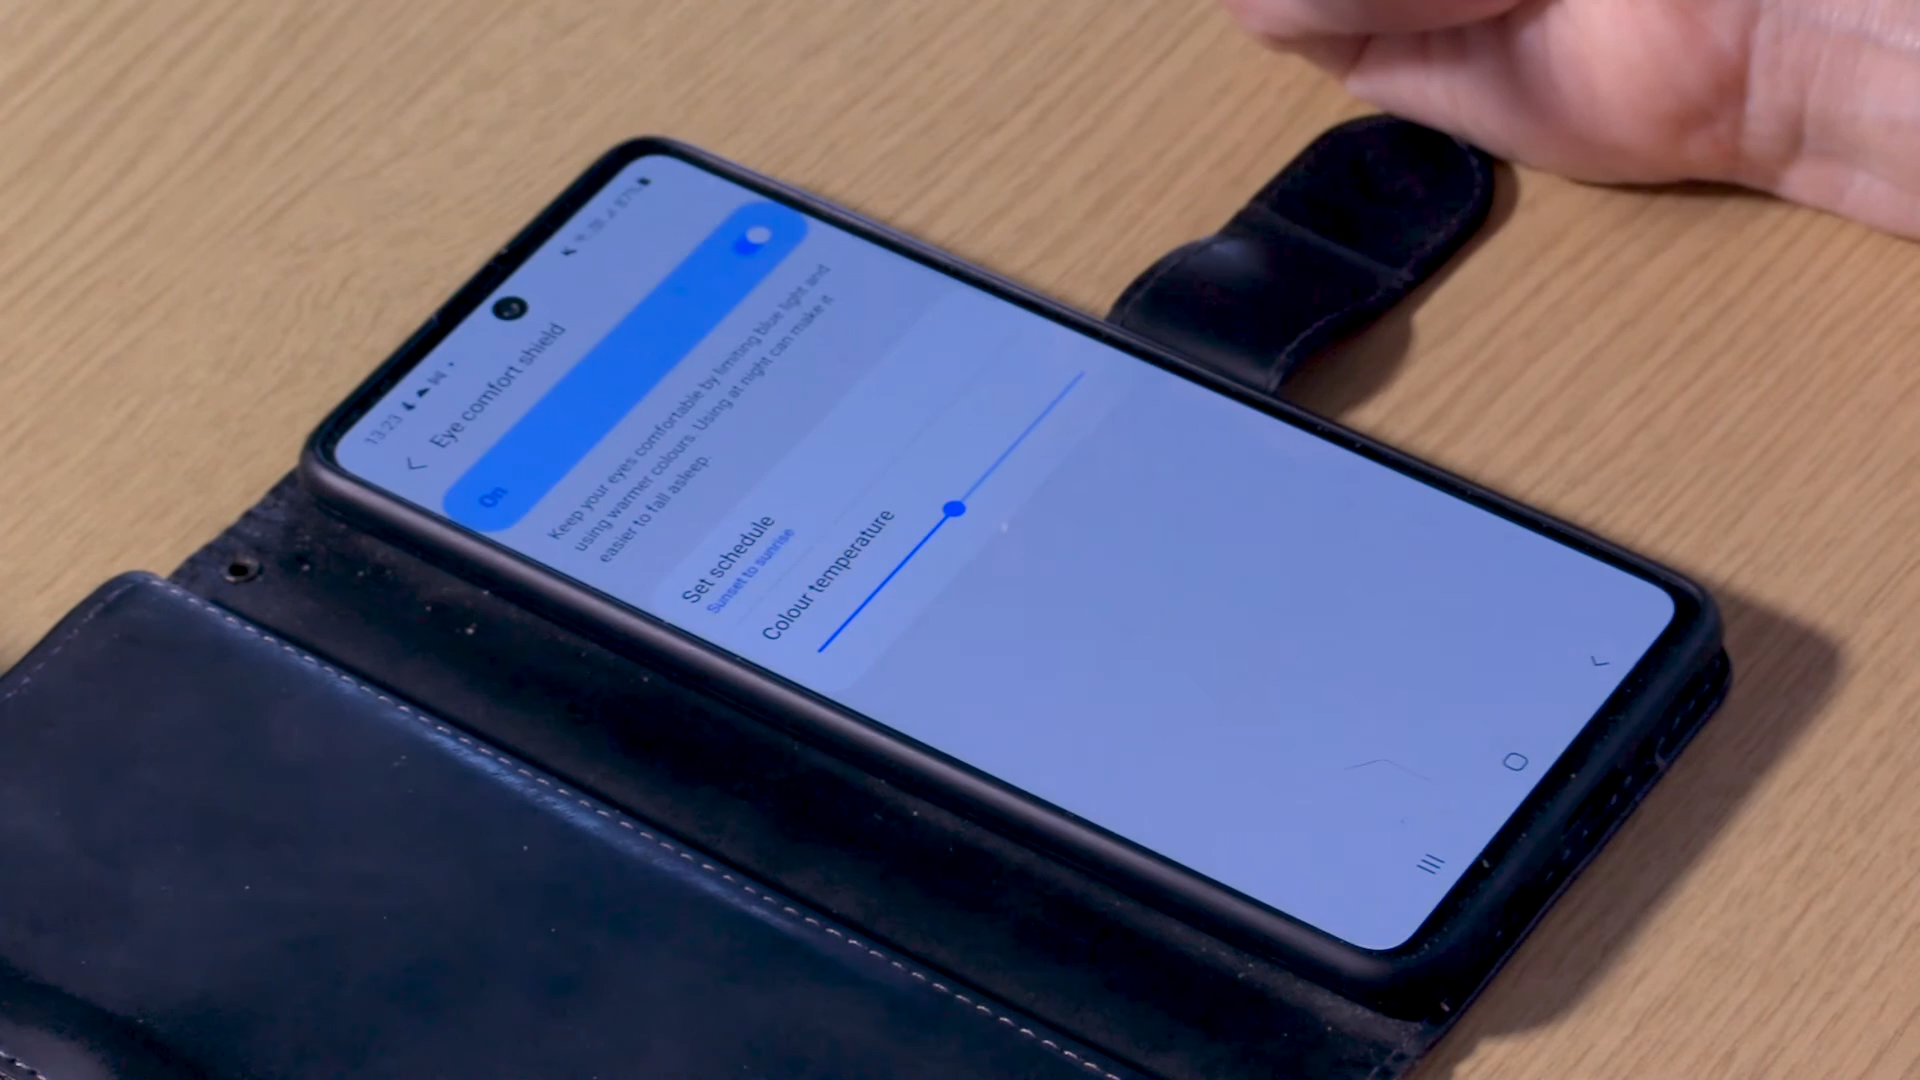 13:23
87%
Eye comfort shield
On
Keep your eyes comfortable by limiting blue light and
using warmer colours. Using at night can make it
easier to fall asleep.
Set schedule
Sunset to sunrise
Colour temperature